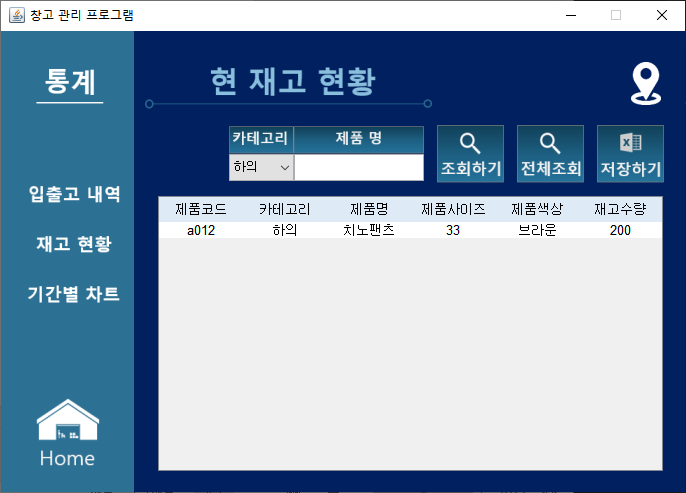 창고 관리 프로그램
통계
입출고 내역
재고 현황
기간별 차트
Home
현 재고 현황
카테고리 제품 명
하의
조회하기 전체조회 저장하기
제품코드 카테고리 제품명 제품사이즈 제품색상 재고수량
a012 하의 치노팬츠 33 브라운 200